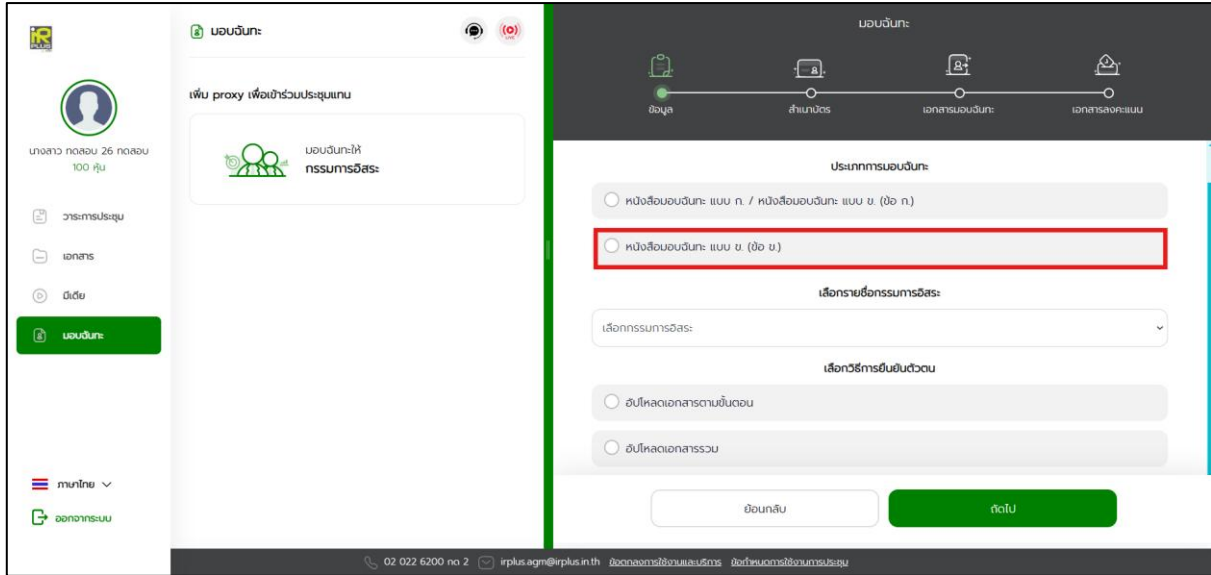 iR
PLUS
นางสาว ทดสอบ 26 ทดสอบ
100 หุ้น
วาระการประชุม
เอกสาร
มีเดีย
มอบฉันทะ
ภาษาไทย
ออกจากระบบ
มอบฉันทะ
LIVE
เพิ่ม proxy เพื่อเข้าร่วมประชุมแทน
มอบฉันทะให้
กรรมการอิสระ
มอบฉันทะ
ข้อมูล สำเนาบัตร เอกสารมอบฉันทะ เอกสารลงคะแนน
ประเภทการมอบฉันทะ
หนังสือมอบฉันทะ แบบ ก. / หนังสือมอบฉันทะ แบบ ข. (ข้อ ก.)
หนังสือมอบฉันทะ แบบ ข. (ข้อ ข.)
เลือกรายชื่อกรรมการอิสระ
เลือกกรรมการอิสระ
เลือกวิธีการยืนยันตัวตน
อัปโหลดเอกสารตามขั้นตอน
อัปโหลดเอกสารรวม
ย้อนกลับ ถัดไป
02 022 6200 กด 2 irplus.agm@irplus.in.th ข้อตกลงการใช้งานและบริการ ข้อกำหนดการใช้งานการประชุม